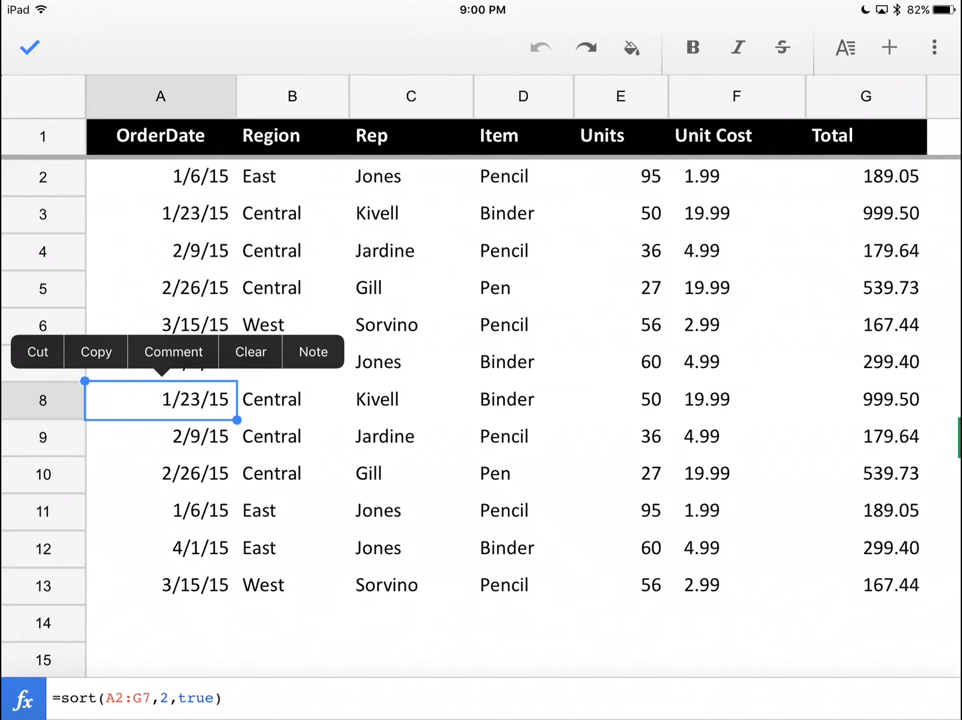 iPad 9:00 PM 82%
B I S A
A B C D E F G
1 OrderDate Region Rep Item Units Unit Cost Total
2 1/6/15 East Jones Pencil 95 1.99 189.05
3 1/23/15 Central Kivell Binder 50 19.99 999.50
4 2/9/15 Central Jardine Pencil 36 4.99 179.64
5 2/26/15 Central Gill Pen 27 19.99 539.73
6 3/15/15 West Sorvino Pencil 56 2.99 167.44
Cut Copy Comment Clear Note Jones Binder 60 4.99 299.40
8 1/23/15 Central Kivell Binder 50 19.99 999.50
9 2/9/15 Central Jardine Pencil 36 4.99 179.64
10 2/26/15 Central Gill Pen 27 19.99 539.73
11 1/6/15 East Jones Pencil 95 1.99 189.05
12 4/1/15 East Jones Binder 60 4.99 299.40
13 3/15/15 West Sorvino Pencil 56 2.99 167.44
14
15
fx =sort(A2:G7,2,true)